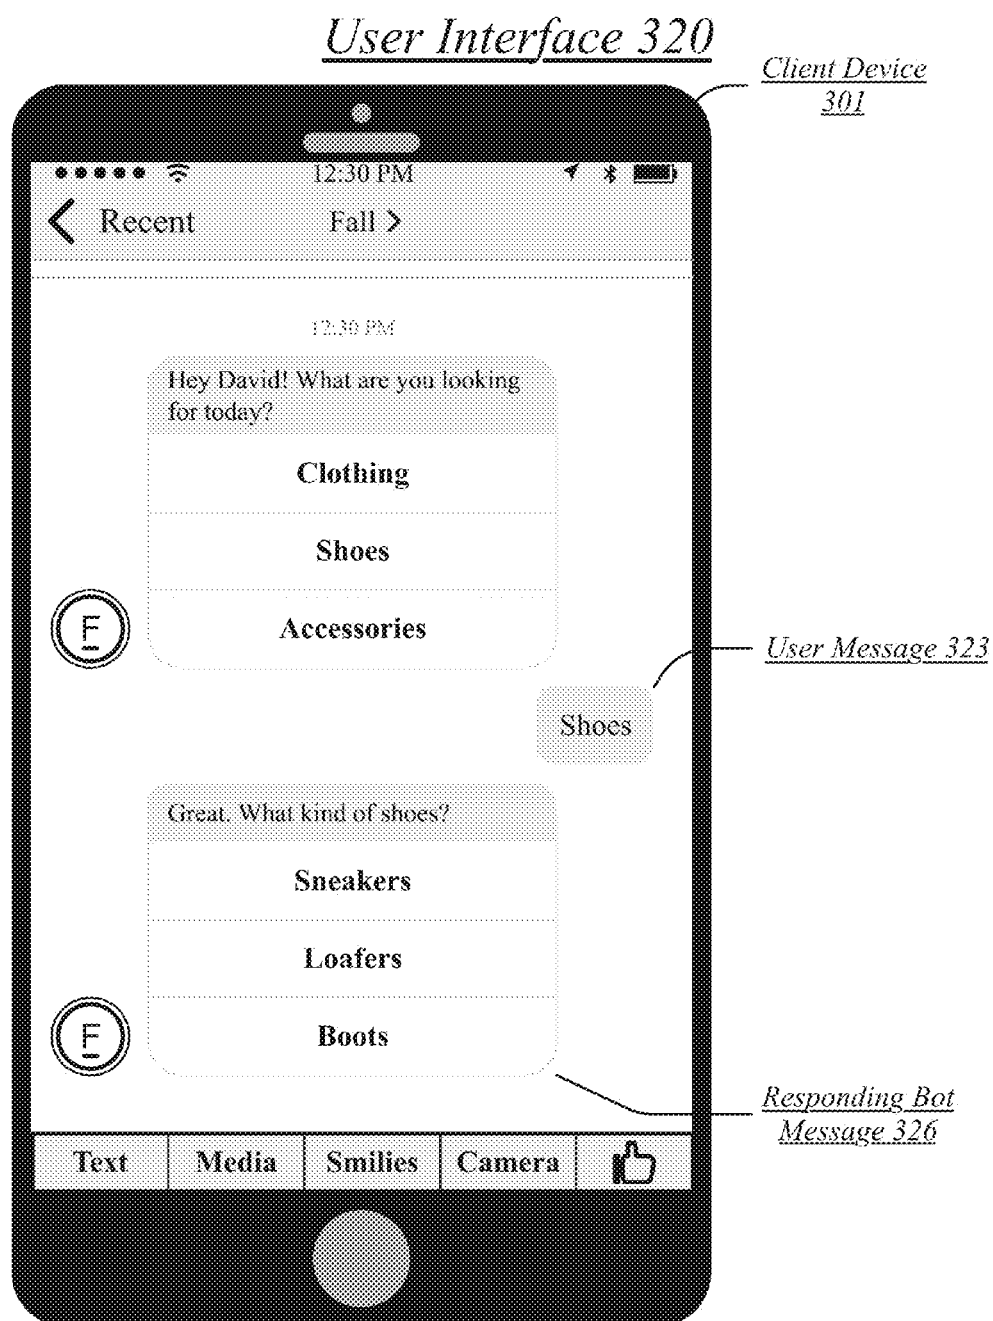 User Interface 320
Client Device
301
12:30 PM
Recent
Fall >
12:30 PM
Hey David! What are you looking
for today?
Clothing
Shoes
Accessories
F
User Message 323
Shoes
Great. What kind of shoes?
Sneakers
Loafers
Boots
F
Responding Bot
Message 326
Text
Media
Smilies
Camera